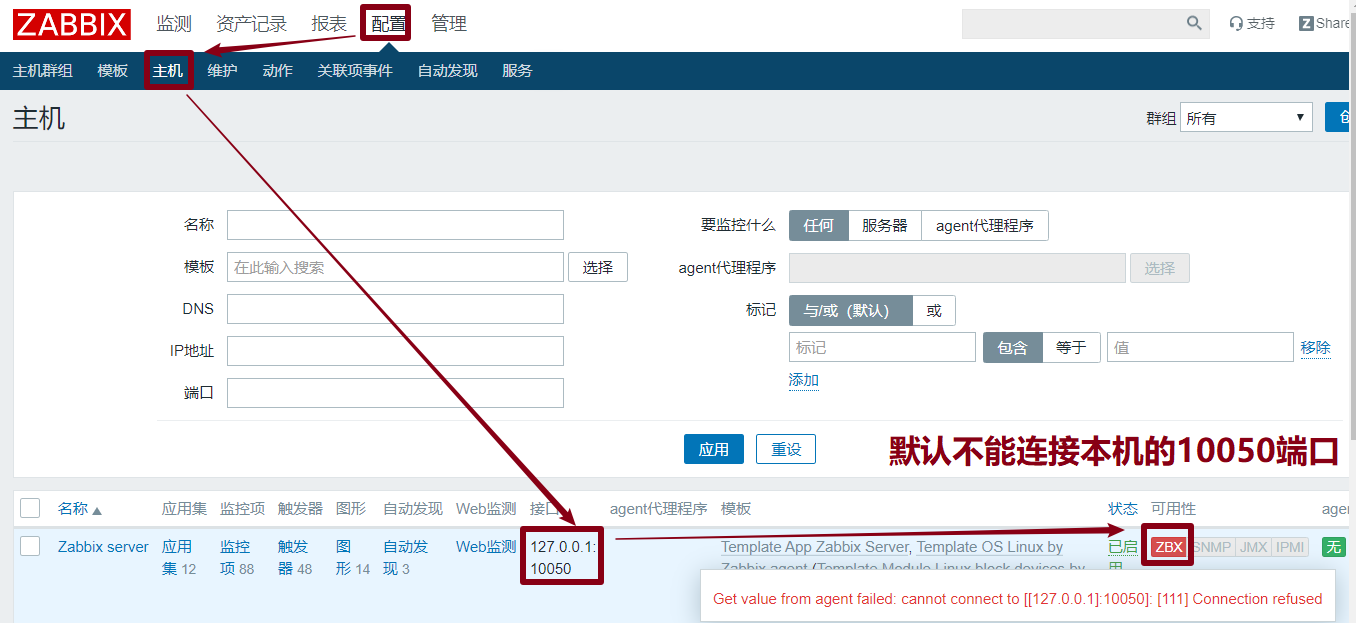 ZABBIX 监测 资产记录 报表 配置 管理 支持 Z Share
主机群组 模板 主机 维护 动作 关联项事件 自动发现 服务
主机 群组 所有
名称 要监控什么 任何 服务器 agent代理程序
模板 在此输入搜索 选择 agent代理程序 选择
DNS 标记 与/或（默认） 或
IP地址 标记 包含 等于 值 移除
端口 添加
应用 重设 默认不能连接本机的10050端口
名称 应用集 监控项 触发器 图形 自动发现 Web监测 接口 agent代理程序 模板 状态 可用性
Zabbix server 应用 监控 触发 图 自动发 Web监测 127.0.0.1: Template App Zabbix Server, Template OS Linux by 已启 ZBX SNMP JMX IPMI 无
集 12 项 88 器 48 形 14 现 3 10050 Zabbix agent (Template Module Linux block devices by 用
Get value from agent failed: cannot connect to [[127.0.0.1]:10050]: [111] Connection refused